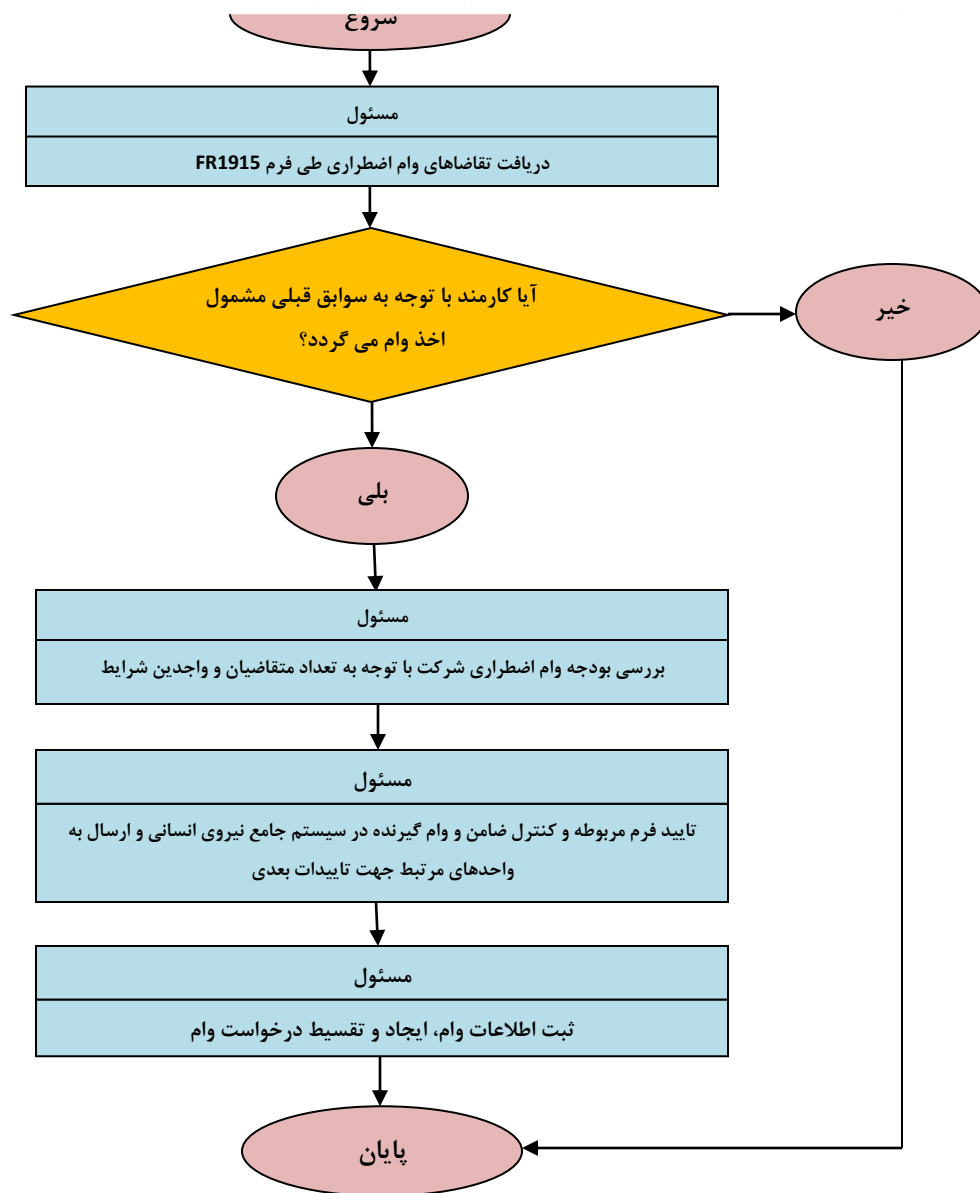 شروع
مسئول
دریافت تقاضاهای وام اضطراری طی فرم FR1915
آیا کارمند با توجه به سوابق قبلی مشمول
اخذ وام می گردد؟
خیر
بلی
مسئول
بررسی بودجه وام اضطراری شرکت با توجه به تعداد متقاضیان و واجدین شرایط
مسئول
تایید فرم مربوطه و کنترل ضامن و وام گیرنده در سیستم جامع نیروی انسانی و ارسال به
واحدهای مرتبط جهت تاییدات بعدی
مسئول
ثبت اطلاعات وام، ایجاد و تقسیط درخواست وام
پایان